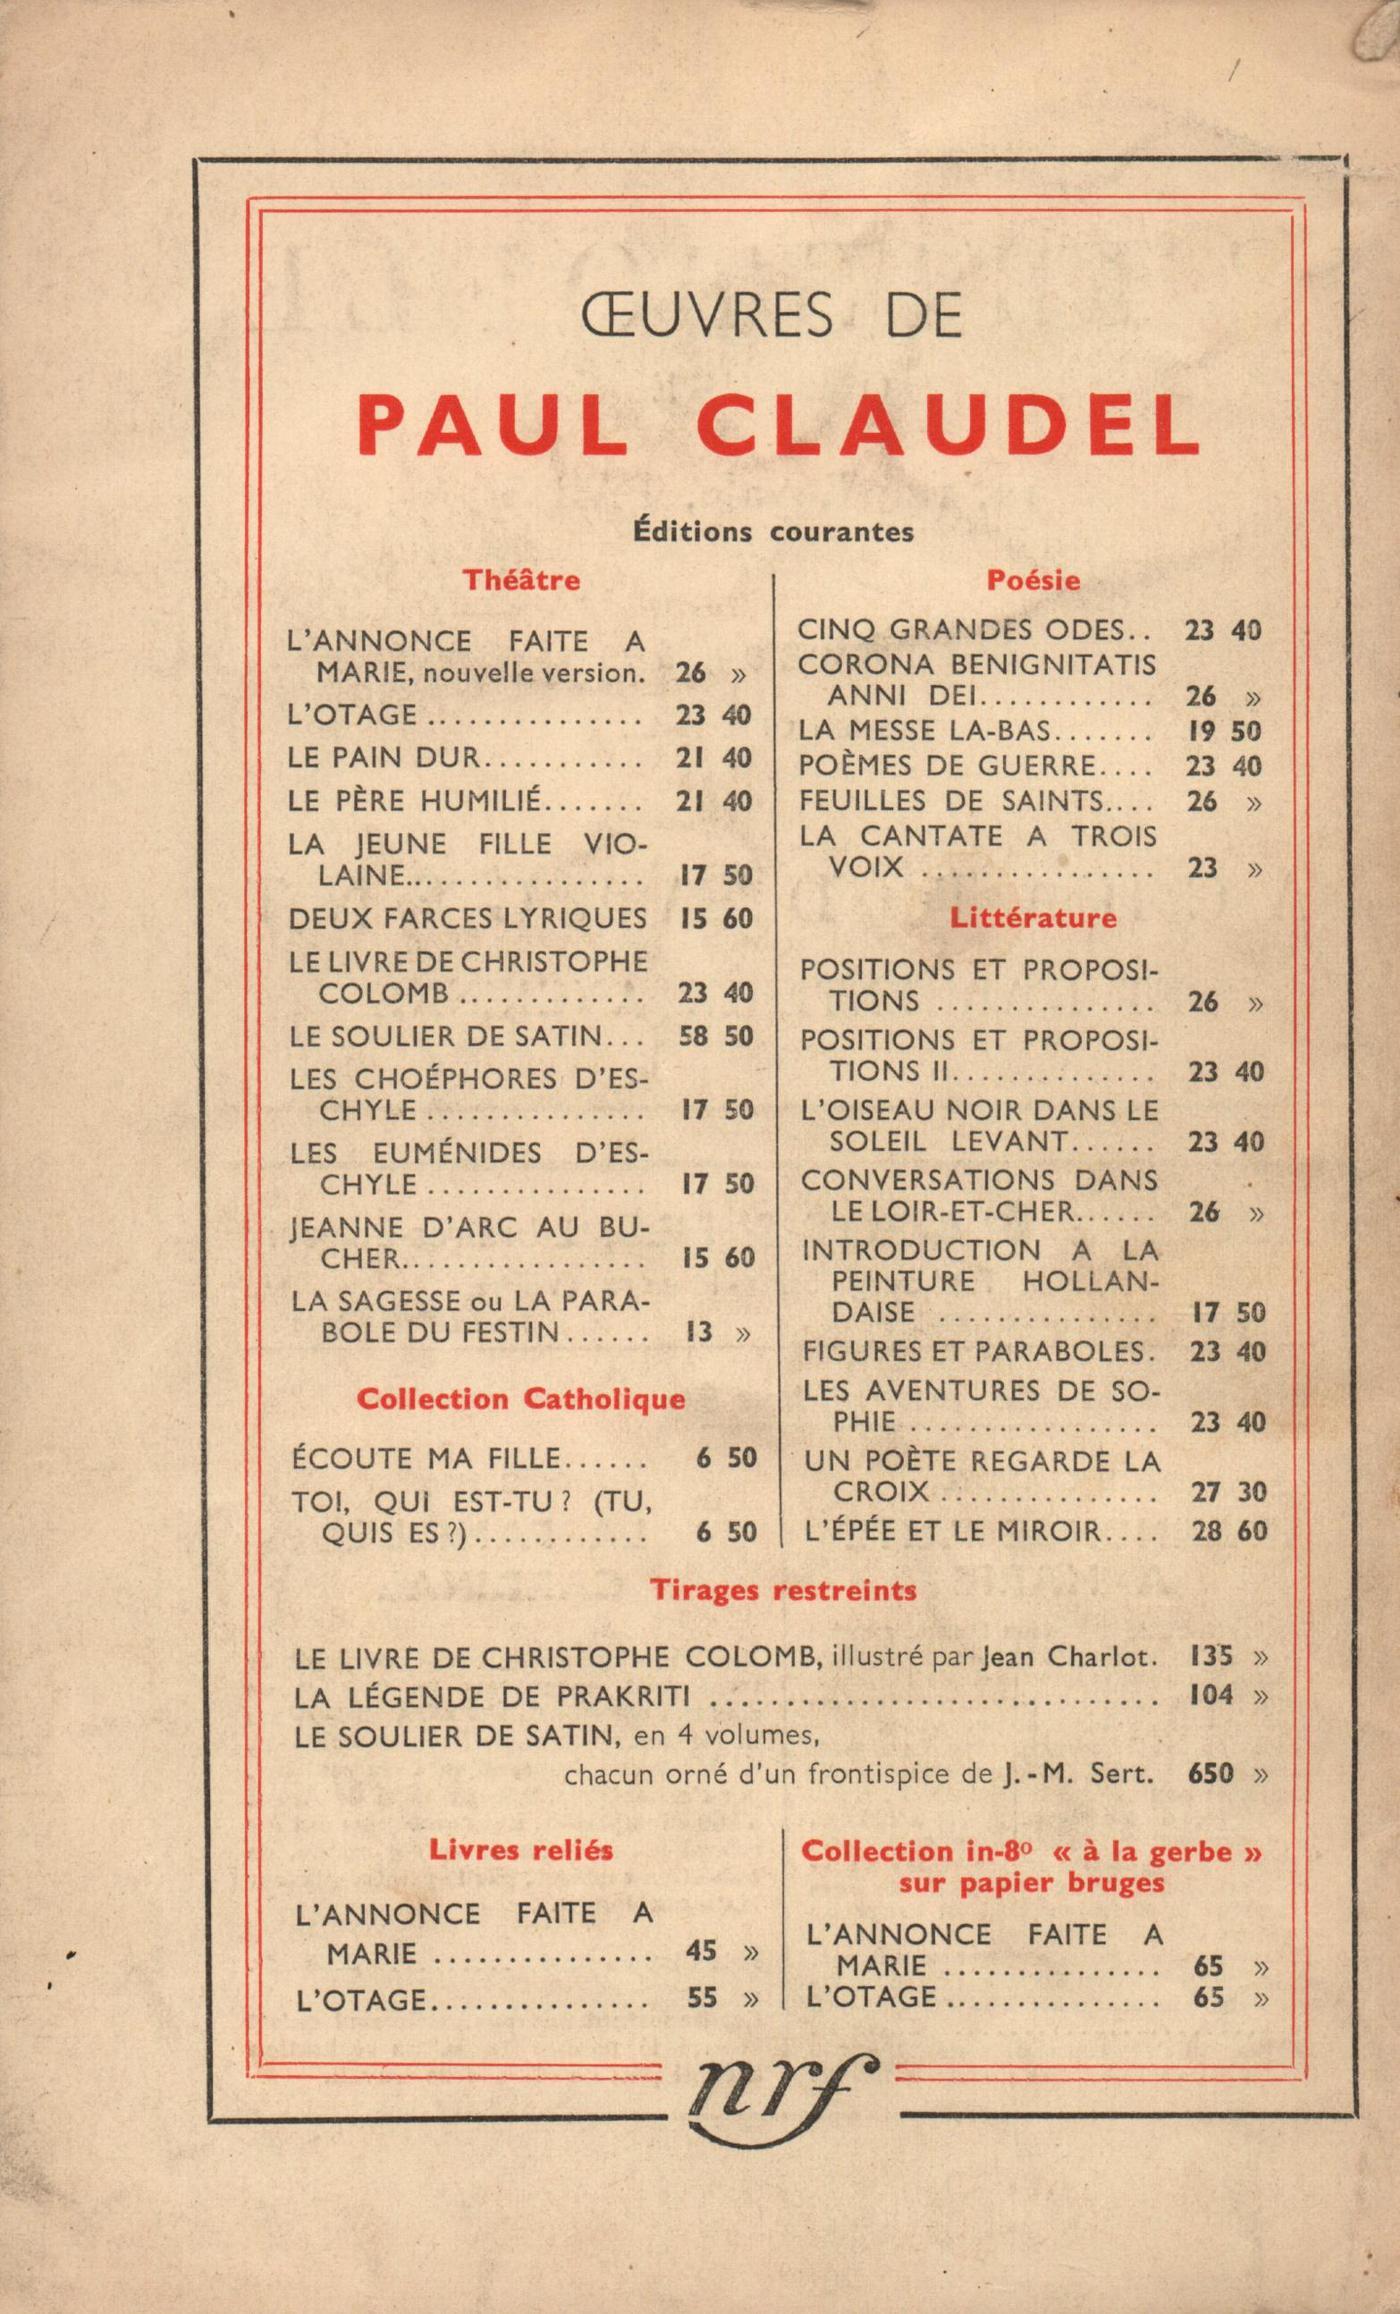 ŒUVRES DE
PAUL CLAUDEL
Éditions courantes
Théâtre
L'ANNONCE FAITE A
MARIE, nouvelle version. 26 »
L'OTAGE ............... 23 40
LE PAIN DUR........... 21 40
LE PÈRE HUMILIÉ....... 21 40
LA JEUNE FILLE VIO-
LAINE................. 17 50
DEUX FARCES LYRIQUES 15 60
LE LIVRE DE CHRISTOPHE
COLOMB ............. 23 40
LE SOULIER DE SATIN... 58 50
LES CHOÉPHORES D'ES-
CHYLE ............... 17 50
LES EUMÉNIDES D'ES-
CHYLE ............... 17 50
JEANNE D'ARC AU BU-
CHER................. 15 60
LA SAGESSE ou LA PARA-
BOLE DU FESTIN...... 13 »
Collection Catholique
ÉCOUTE MA FILLE...... 6 50
TOI, QUI EST-TU ? (TU,
QUIS ES ?)............ 6 50
Poésie
CINQ GRANDES ODES.. 23 40
CORONA BENIGNITATIS
ANNI DEI............ 26 »
LA MESSE LA-BAS....... 19 50
POÈMES DE GUERRE.... 23 40
FEUILLES DE SAINTS.... 26 »
LA CANTATE A TROIS
VOIX ................ 23 »
Littérature
POSITIONS ET PROPOSI-
TIONS ............... 26 »
POSITIONS ET PROPOSI-
TIONS II.............. 23 40
L'OISEAU NOIR DANS LE
SOLEIL LEVANT...... 23 40
CONVERSATIONS DANS
LE LOIR-ET-CHER...... 26 »
INTRODUCTION A LA
PEINTURE HOLLAN-
DAISE ............... 17 50
FIGURES ET PARABOLES. 23 40
LES AVENTURES DE SO-
PHIE ................. 23 40
UN POÈTE REGARDE LA
CROIX ............... 27 30
L'ÉPÉE ET LE MIROIR.... 28 60
Tirages restreints
LE LIVRE DE CHRISTOPHE COLOMB, illustré par Jean Charlot. 135 »
LA LÉGENDE DE PRAKRITI .............................. 104 »
LE SOULIER DE SATIN, en 4 volumes,
chacun orné d'un frontispice de J.-M. Sert. 650 »
Livres reliés
L'ANNONCE FAITE A
MARIE ............... 45 »
L'OTAGE............... 55 »
Collection in-8º « à la gerbe »
sur papier bruges
L'ANNONCE FAITE A
MARIE ............... 65 »
L'OTAGE ............... 65 »
nrf